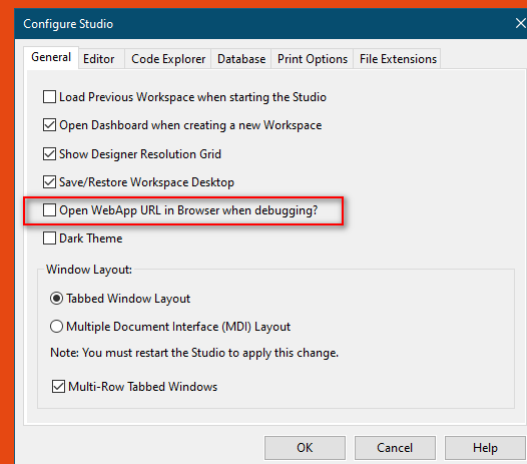 Configure Studio
General Editor Code Explorer Database Print Options File Extensions
Load Previous Workspace when starting the Studio
Open Dashboard when creating a new Workspace
Show Designer Resolution Grid
Save/Restore Workspace Desktop
Open WebApp URL in Browser when debugging?
Dark Theme
Window Layout:
Tabbed Window Layout
Multiple Document Interface (MDI) Layout
Note: You must restart the Studio to apply this change.
Multi-Row Tabbed Windows
OK Cancel Help